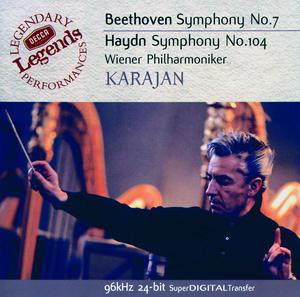 LEGENDARY
DECCA
Legends
PERFORMANCES
Beethoven Symphony No.7
Haydn Symphony No.104
Wiener Philharmoniker
KARAJAN
96kHz 24-bit SuperDIGITALTransfer